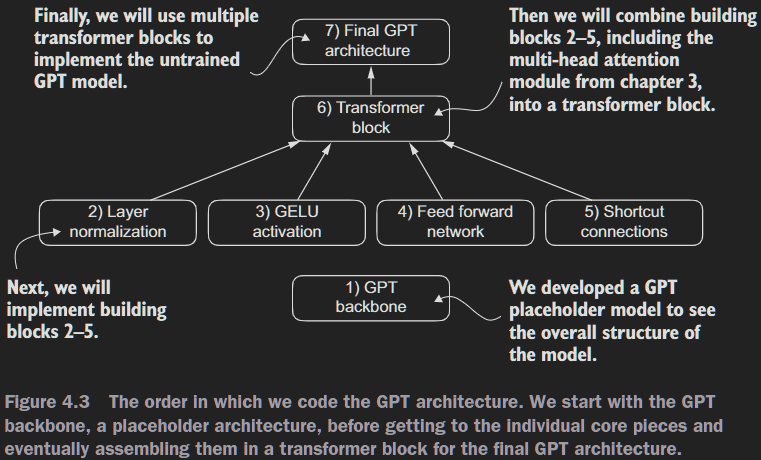 Finally, we will use multiple
transformer blocks to
implement the untrained
GPT model.
7) Final GPT
architecture
Then we will combine building
blocks 2–5, including the
multi-head attention
module from chapter 3,
into a transformer block.
6) Transformer
block
2) Layer
normalization
3) GELU
activation
4) Feed forward
network
5) Shortcut
connections
Next, we will
implement building
blocks 2–5.
1) GPT
backbone
We developed a GPT
placeholder model to see
the overall structure of
the model.
Figure 4.3 The order in which we code the GPT architecture. We start with the GPT
backbone, a placeholder architecture, before getting to the individual core pieces and
eventually assembling them in a transformer block for the final GPT architecture.